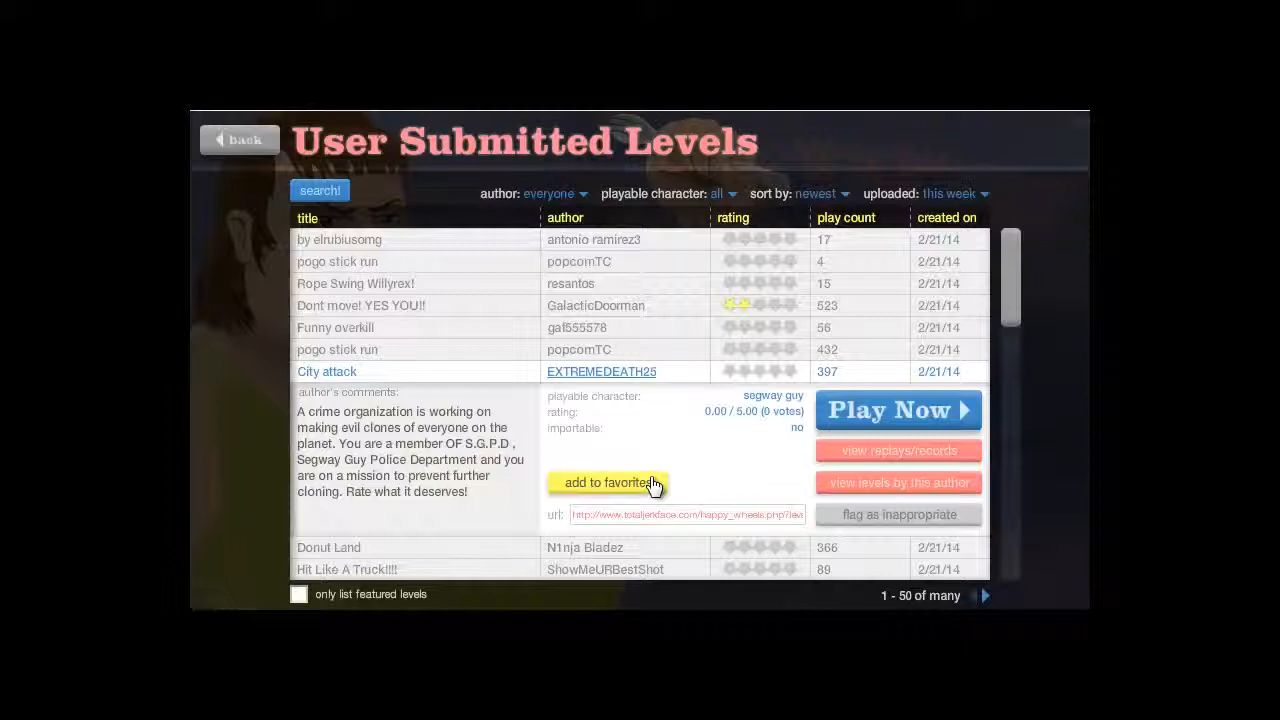 back
User Submitted Levels
search!
author: everyone playable character: all sort by: newest uploaded: this week
title author rating play count created on
by elrubiusomg antonio ramirez3 17 2/21/14
pogo stick run popcornTC 4 2/21/14
Rope Swing Willyrex! resantos 15 2/21/14
Dont move! YES YOU!! GalacticDoorman 523 2/21/14
Funny overkill gaf555578 56 2/21/14
pogo stick run popcornTC 432 2/21/14
City attack EXTREMEDEATH25 397 2/21/14
author's comments:
A crime organization is working on
making evil clones of everyone on the
planet. You are a member OF S.G.P.D ,
Segway Guy Police Department and you
are on a mission to prevent further
cloning. Rate what it deserves!
playable character: segway guy
rating: 0.00 / 5.00 (0 votes)
importable: no
add to favorites
url: http://www.totaljerkface.com/happy_wheels.php?leve
Play Now
view replays/records
view levels by this author
flag as inappropriate
Donut Land N1nja Bladez 366 2/21/14
Hit Like A Truck!!!! ShowMeURBestShot 89 2/21/14
only list featured levels
1 - 50 of many